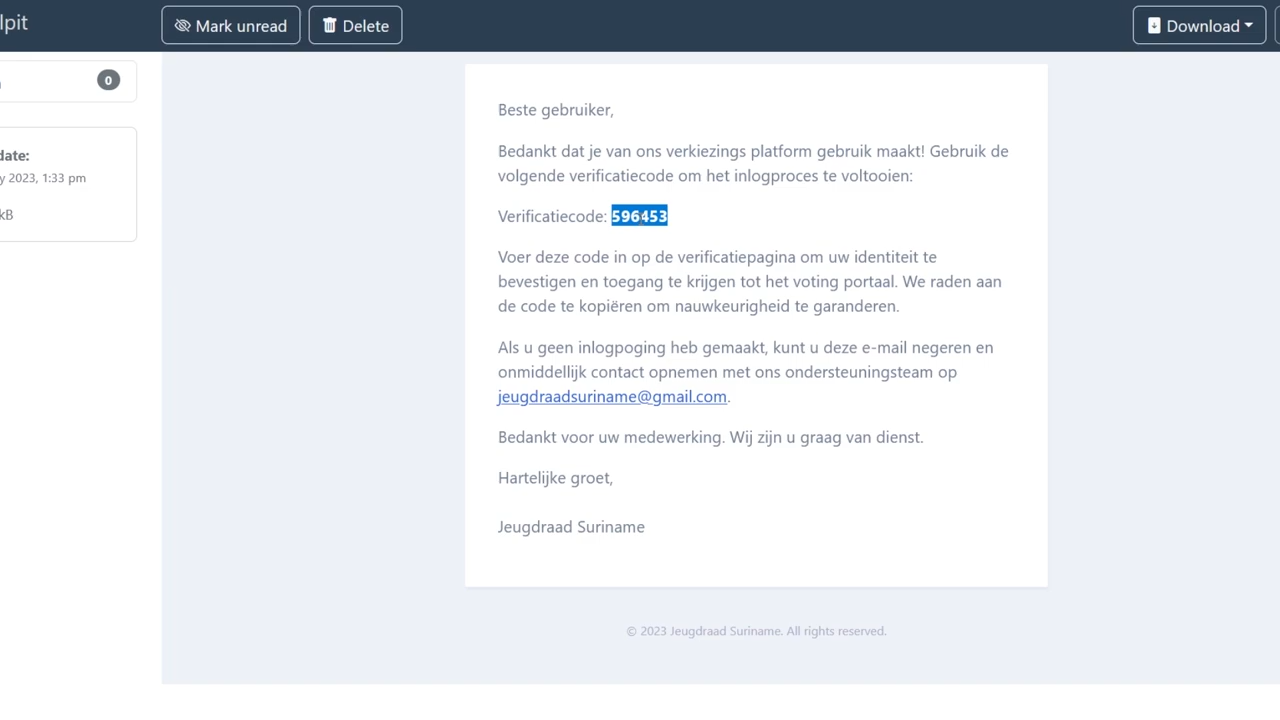 lpit
Mark unread
Delete
Download
0
date:
y 2023, 1:33 pm
kB
Beste gebruiker,
Bedankt dat je van ons verkiezings platform gebruik maakt! Gebruik de
volgende verificatiecode om het inlogproces te voltooien:
Verificatiecode: 596453
Voer deze code in op de verificatiepagina om uw identiteit te
bevestigen en toegang te krijgen tot het voting portaal. We raden aan
de code te kopiëren om nauwkeurigheid te garanderen.
Als u geen inlogpoging heb gemaakt, kunt u deze e-mail negeren en
onmiddellijk contact opnemen met ons ondersteuningsteam op
jeugdraadsuriname@gmail.com.
Bedankt voor uw medewerking. Wij zijn u graag van dienst.
Hartelijke groet,
Jeugdraad Suriname
© 2023 Jeugdraad Suriname. All rights reserved.